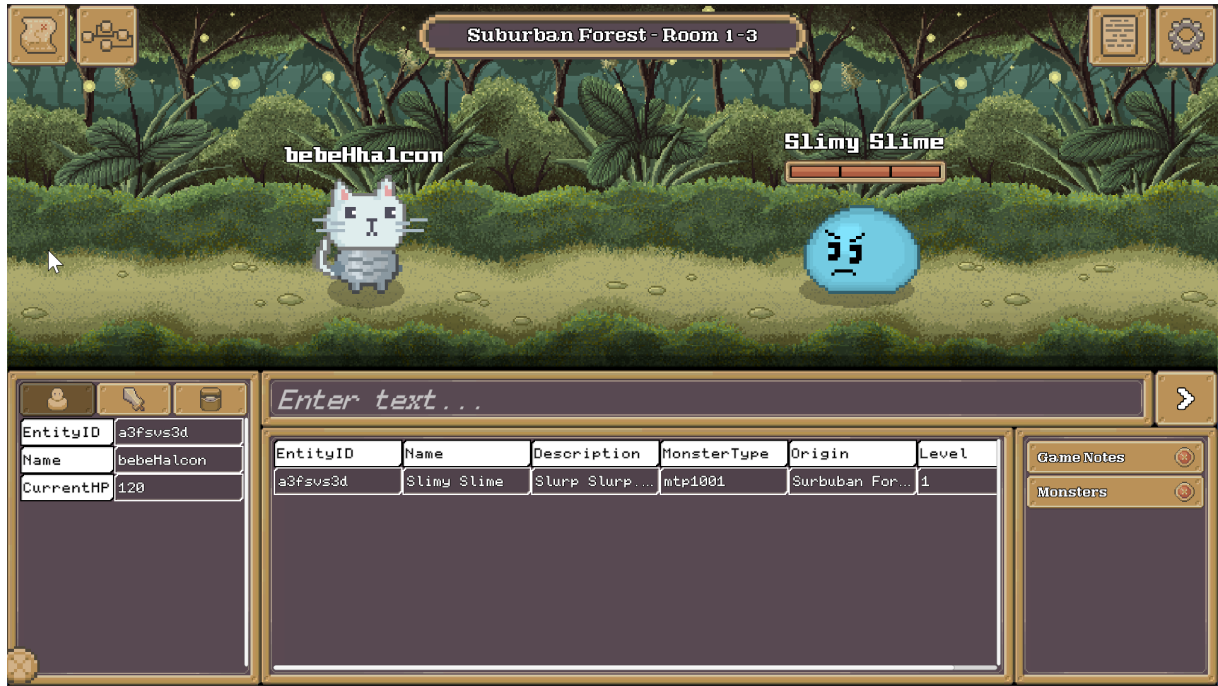 Suburban Forest - Room 1-3
bebeHhalcon
Slimy Slime
Enter text...
EntityID a3fsvs3d
Name bebeHalcon
CurrentHP 120
EntityID Name Description MonsterType Origin Level
a3fsvs3d Slimy Slime Slurp Slurp.... mtp1001 Surbuban For... 1
Game Notes
Monsters